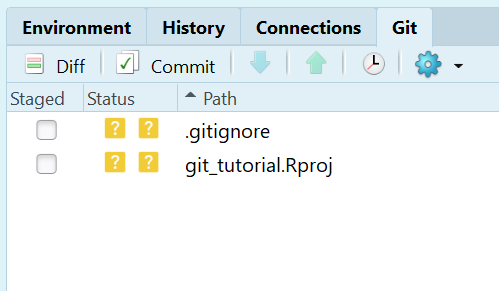 Environment History Connections Git
Diff Commit
Staged Status Path
? ? .gitignore
? ? git_tutorial.Rproj